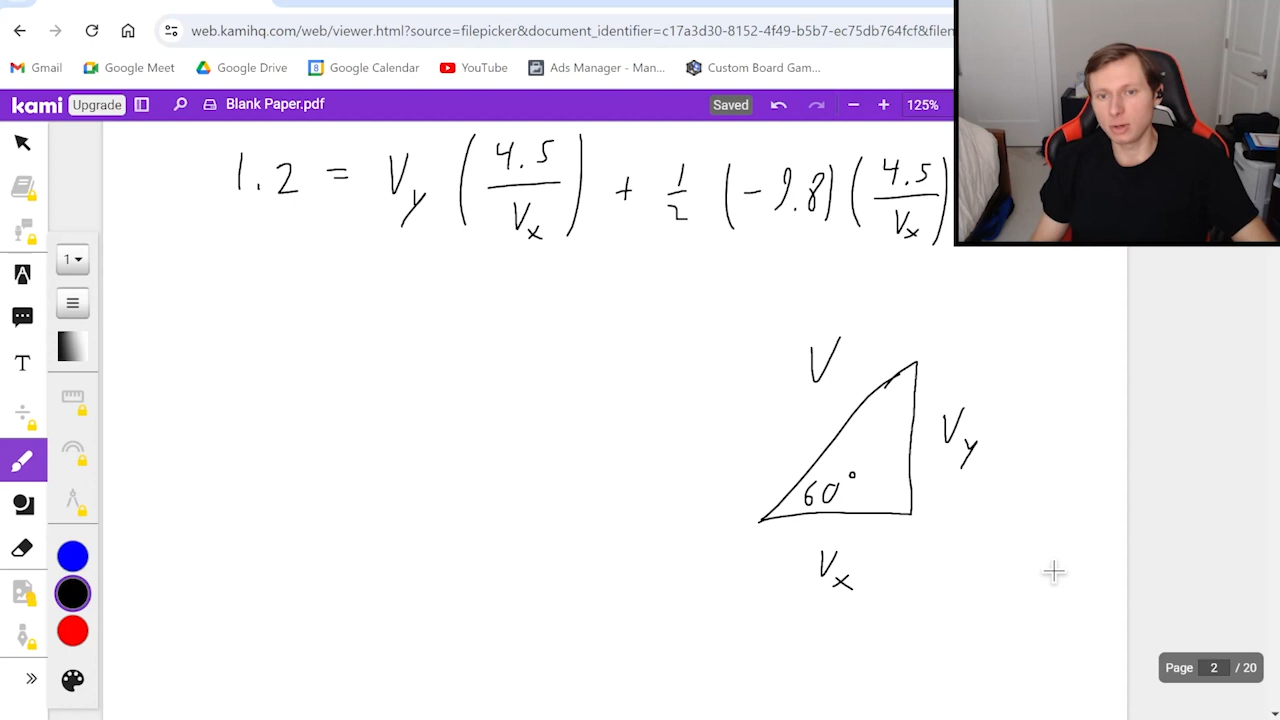 web.kamihq.com/web/viewer.html?source=filepicker&document_identifier=c17a3d30-8152-4f49-b5b7-ec75db764fcf&filen
Gmail Google Meet Google Drive 8 Google Calendar YouTube Ads Manager - Man... Custom Board Gam...
kami Upgrade Blank Paper.pdf Saved 125%
1.2 = Vy (4.5/Vx) + 1/2 (-9.8) (4.5/Vx)
1
A
T
V
Vy
60°
Vx
Page 2 / 20